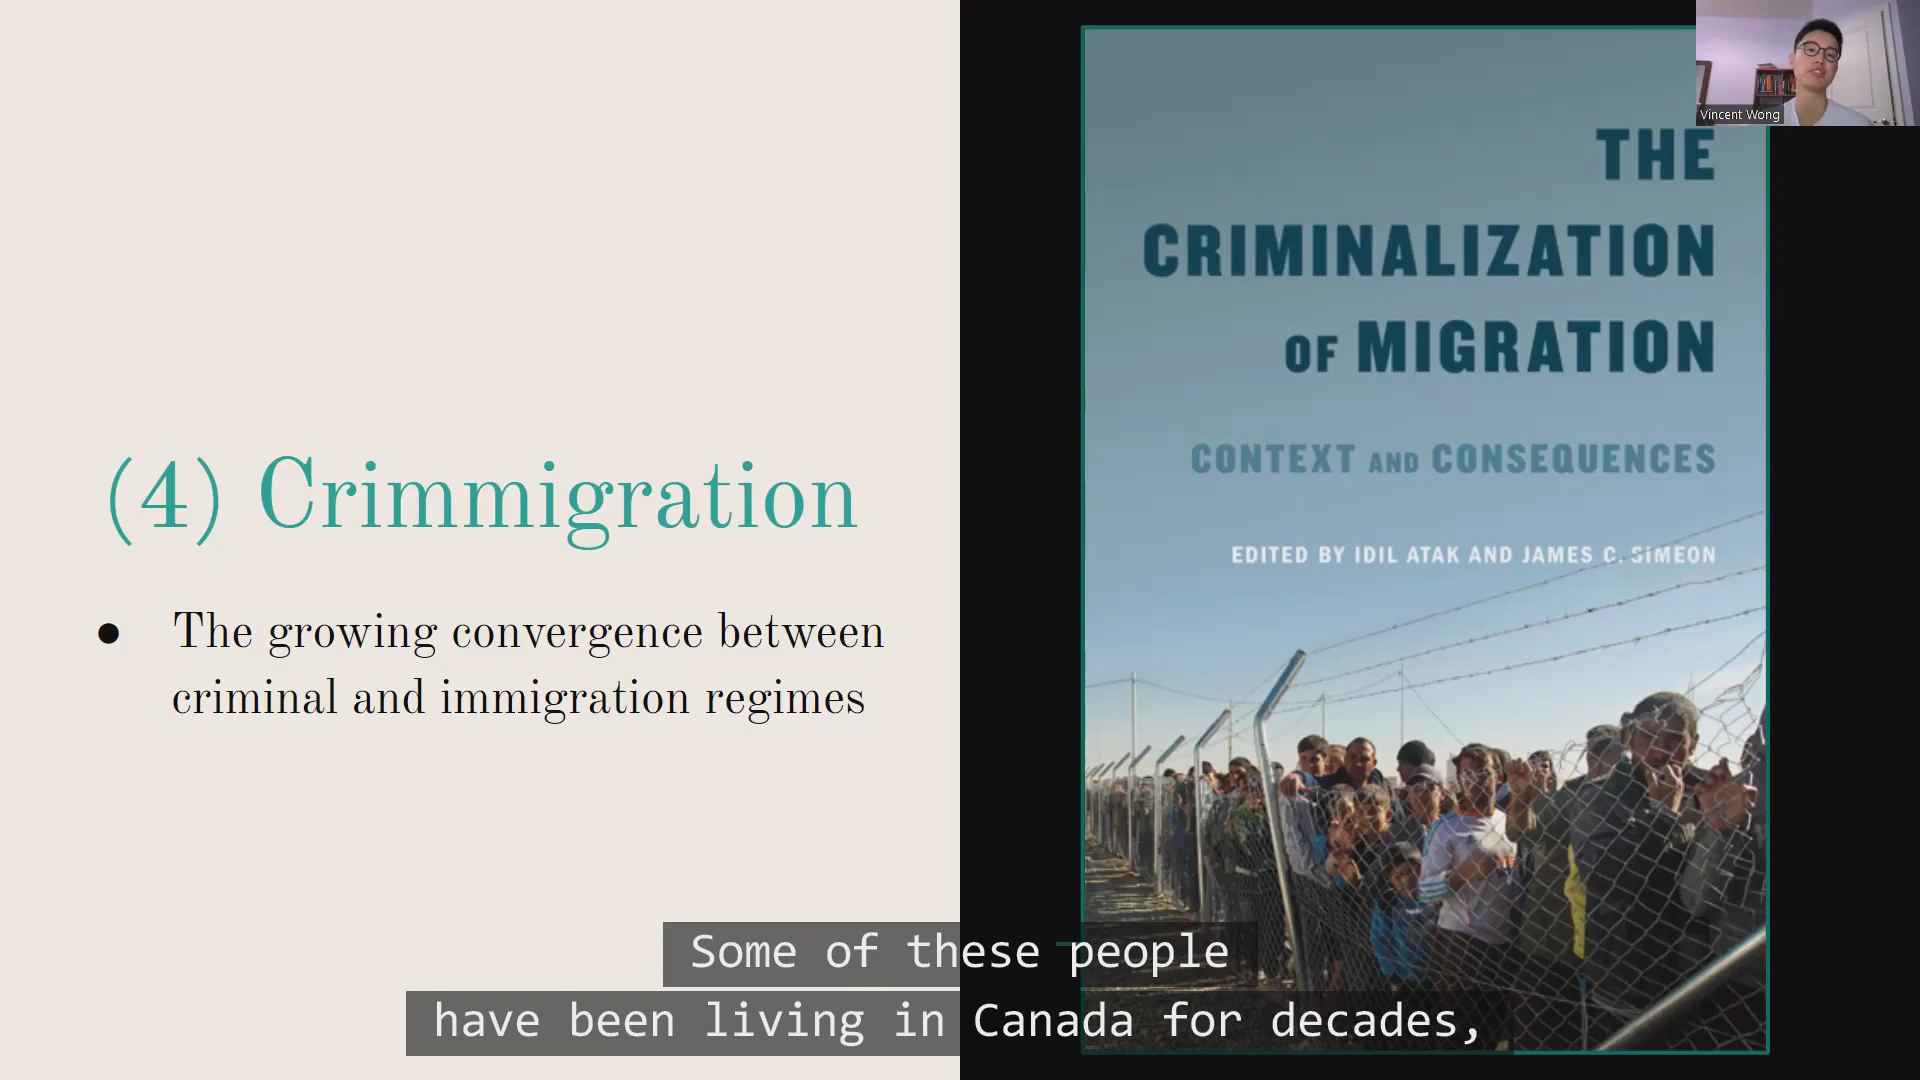 (4) Crimmigration
● The growing convergence between
criminal and immigration regimes
Vincent Wong
THE
CRIMINALIZATION
OF MIGRATION
CONTEXT AND CONSEQUENCES
EDITED BY IDIL ATAK AND JAMES C. SIMEON
Some of these people
have been living in Canada for decades,